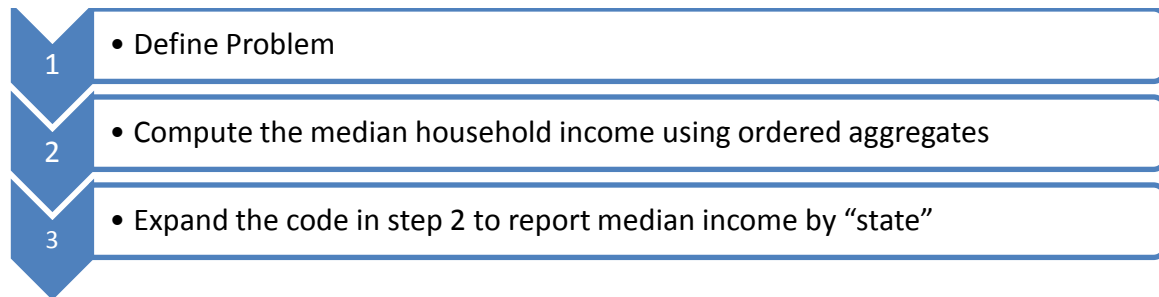 1
• Define Problem
2
• Compute the median household income using ordered aggregates
3
• Expand the code in step 2 to report median income by “state”